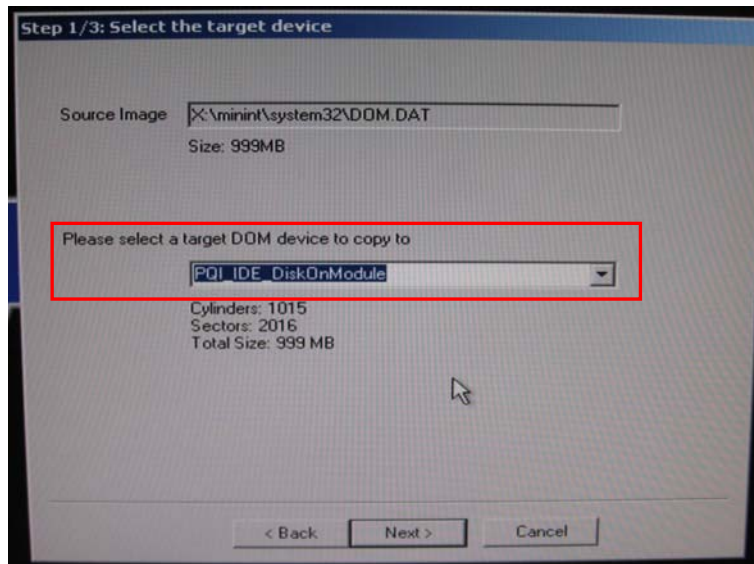 Step 1/3: Select the target device
Source Image X:\minint\system32\DOM.DAT
Size: 999MB
Please select a target DOM device to copy to
PQI_IDE_DiskOnModule
Cylinders: 1015
Sectors: 2016
Total Size: 999 MB
< Back Next > Cancel